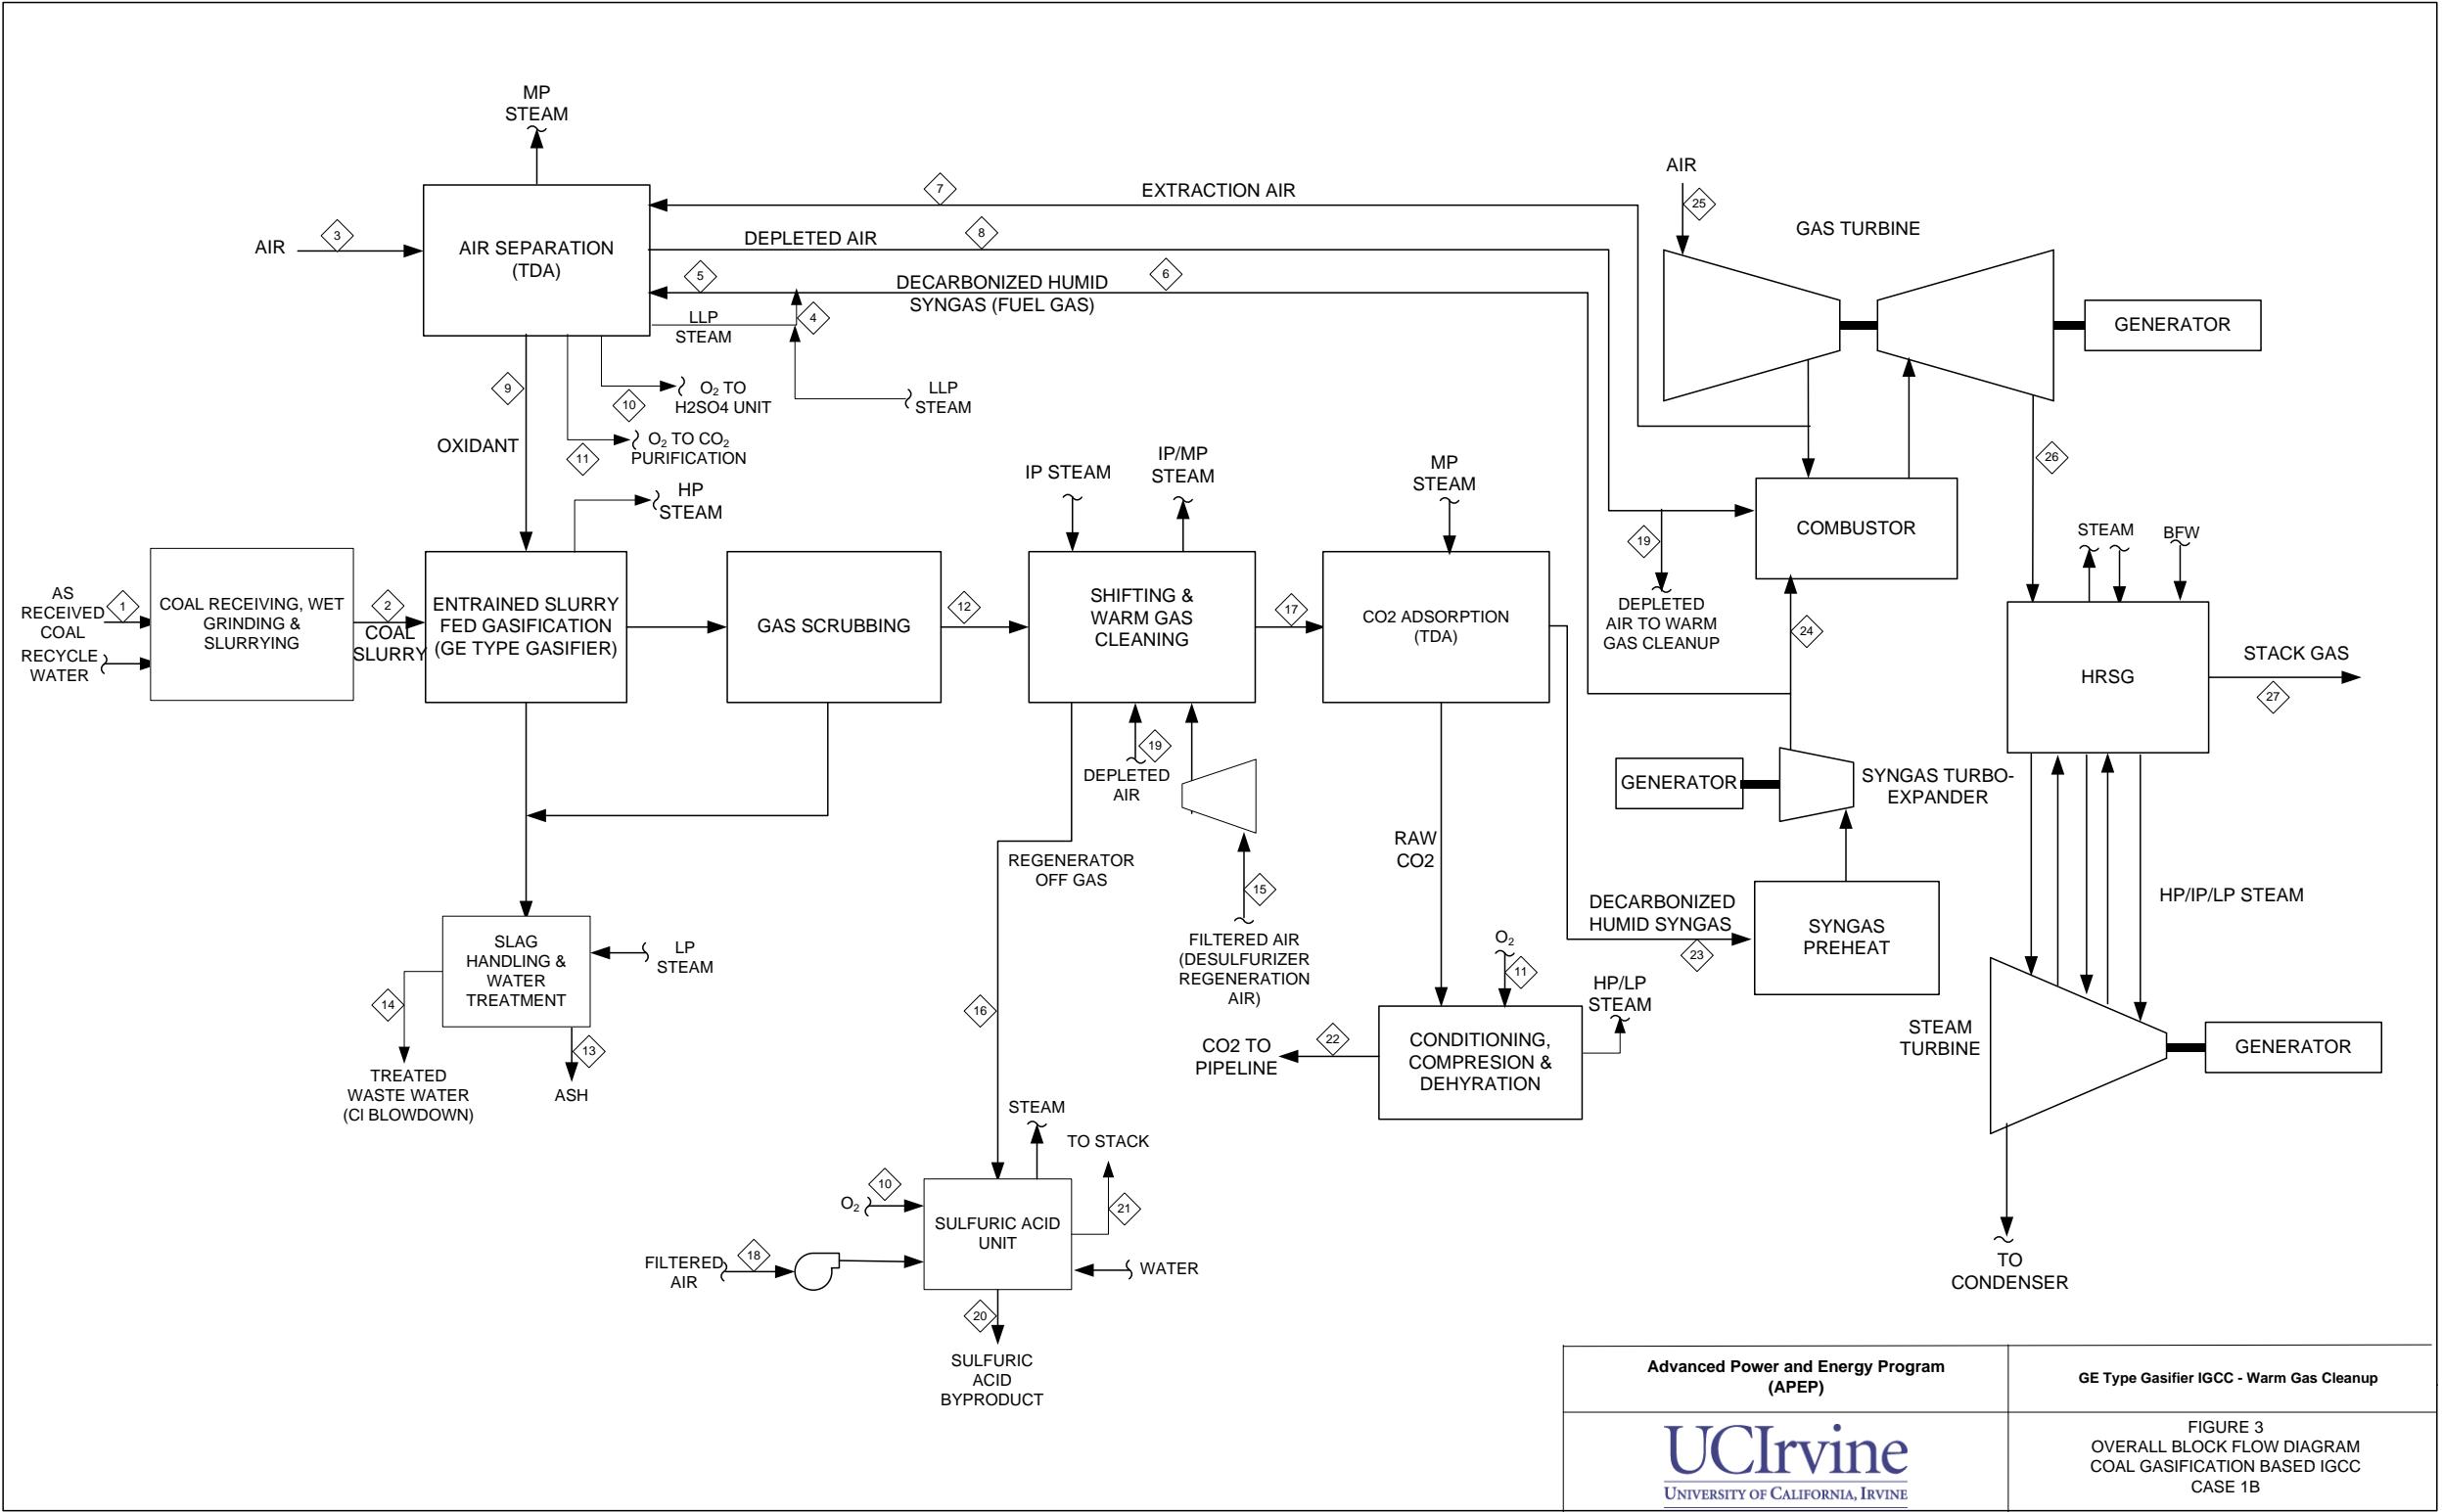 MP
STEAM
AIR
3
AIR SEPARATION
(TDA)
7
EXTRACTION AIR
DEPLETED AIR
8
5
6
DECARBONIZED HUMID
SYNGAS (FUEL GAS)
LLP
STEAM
4
LLP
STEAM
9
OXIDANT
10
O2 TO
H2SO4 UNIT
11
O2 TO CO2
PURIFICATION
HP
STEAM
AIR
25
GAS TURBINE
GENERATOR
26
COMBUSTOR
19
DEPLETED
AIR TO WARM
GAS CLEANUP
24
STEAM
BFW
HRSG
STACK GAS
27
AS
RECEIVED
COAL
1
RECYCLE
WATER
COAL RECEIVING, WET
GRINDING &
SLURRYING
2
COAL
SLURRY
ENTRAINED SLURRY
FED GASIFICATION
(GE TYPE GASIFIER)
GAS SCRUBBING
12
IP STEAM
IP/MP
STEAM
SHIFTING &
WARM GAS
CLEANING
17
MP
STEAM
CO2 ADSORPTION
(TDA)
19
DEPLETED
AIR
15
FILTERED AIR
(DESULFURIZER
REGENERATION
AIR)
REGENERATOR
OFF GAS
16
RAW
CO2
GENERATOR
SYNGAS TURBO-
EXPANDER
DECARBONIZED
HUMID SYNGAS
23
SYNGAS
PREHEAT
HP/IP/LP STEAM
SLAG
HANDLING &
WATER
TREATMENT
LP
STEAM
14
TREATED
WASTE WATER
(Cl BLOWDOWN)
13
ASH
O2
11
HP/LP
STEAM
CONDITIONING,
COMPRESION &
DEHYRATION
22
CO2 TO
PIPELINE
STEAM
TURBINE
GENERATOR
TO
CONDENSER
STEAM
TO STACK
O2
10
21
SULFURIC ACID
UNIT
FILTERED
AIR
18
WATER
20
SULFURIC
ACID
BYPRODUCT
Advanced Power and Energy Program
(APEP)
GE Type Gasifier IGCC - Warm Gas Cleanup
UCIrvine
UNIVERSITY OF CALIFORNIA, IRVINE
FIGURE 3
OVERALL BLOCK FLOW DIAGRAM
COAL GASIFICATION BASED IGCC
CASE 1B